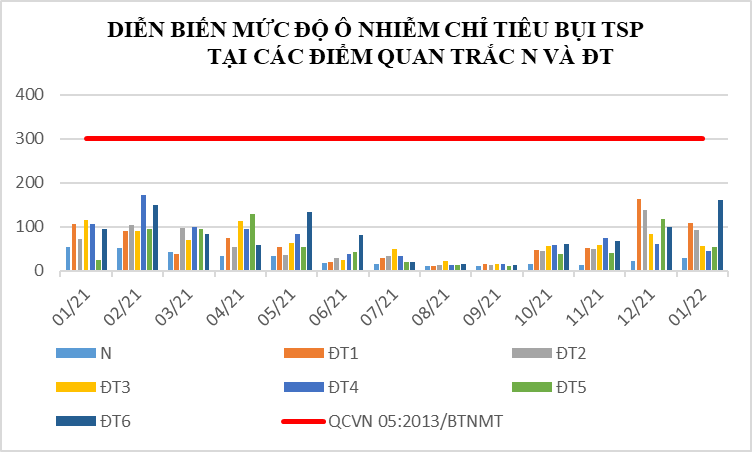 DIỄN BIẾN MỨC ĐỘ Ô NHIỄM CHỈ TIÊU BỤI TSP
TẠI CÁC ĐIỂM QUAN TRẮC N VÀ ĐT
400
300
200
100
0
01/21 02/21 03/21 04/21 05/21 06/21 07/21 08/21 09/21 10/21 11/21 12/21 01/22
N ĐT1 ĐT2
ĐT3 ĐT4 ĐT5
ĐT6 QCVN 05:2013/BTNMT